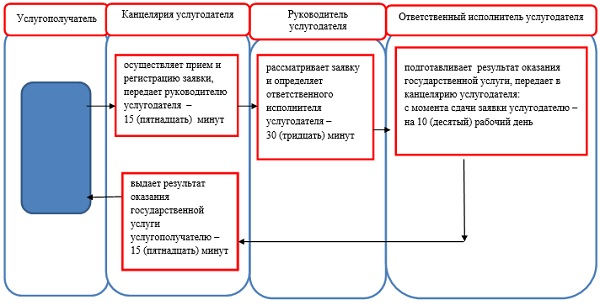 Услугополучатель
Канцелярия услугодателя
Руководитель
услугодателя
Ответственный исполнитель услугодателя
осуществляет прием и
регистрацию заявки,
передает руководителю
услугодателя –
15 (пятнадцать) минут
рассматривает заявку
и определяет
ответственного
исполнителя
услугодателя –
30 (тридцать) минут
подготавливает результат оказания
государственной услуги, передает в
канцелярию услугодателя:
с момента сдачи заявки услугодателю –
на 10 (десятый) рабочий день
выдает результат
оказания
государственной
услуги
услугополучателю –
15 (пятнадцать) минут